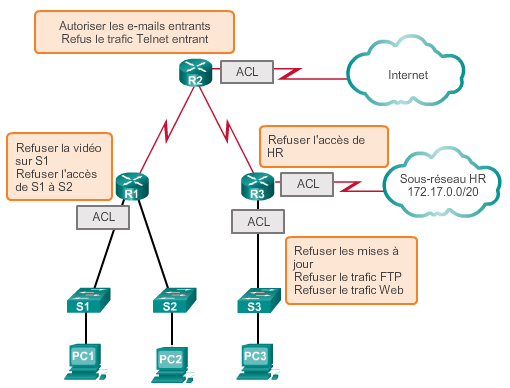 Autoriser les e-mails entrants
Refus le trafic Telnet entrant
R2
ACL
Internet
Refuser la vidéo
sur S1
Refuser l'accès
de S1 à S2
Refuser l'accès de
HR
R1
R3
ACL
Sous-réseau HR
172.17.0.0/20
ACL
ACL
Refuser les mises à
jour
Refuser le trafic FTP
Refuser le trafic Web
S1
S2
S3
PC1
PC2
PC3